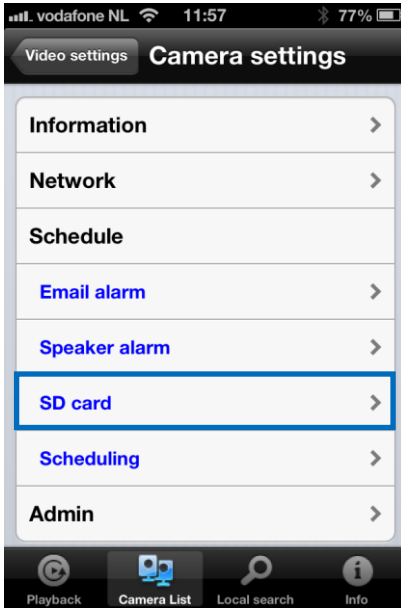 vodafone NL 11:57 77%
Video settings Camera settings
Information
Network
Schedule
Email alarm
Speaker alarm
SD card
Scheduling
Admin
Playback Camera List Local search Info